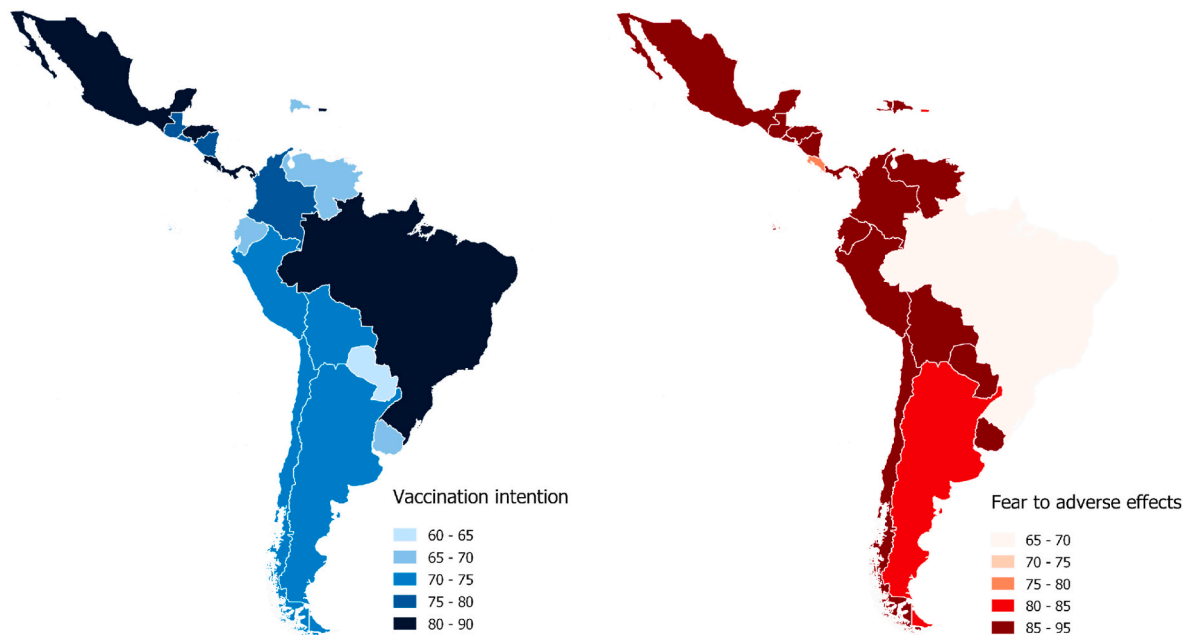 Vaccination intention
60 - 65
65 - 70
70 - 75
75 - 80
80 - 90
Fear to adverse effects
65 - 70
70 - 75
75 - 80
80 - 85
85 - 95